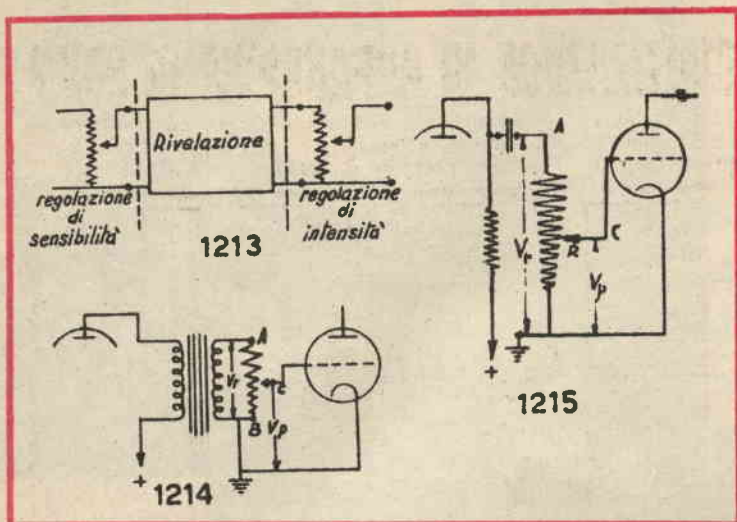 Rivelazione
regolazione
di
sensibilità
regolazione
di
intensità
1213
A
Vr
C
R
Vp
+
1215
A
Vr
C
B
Vp
+
1214